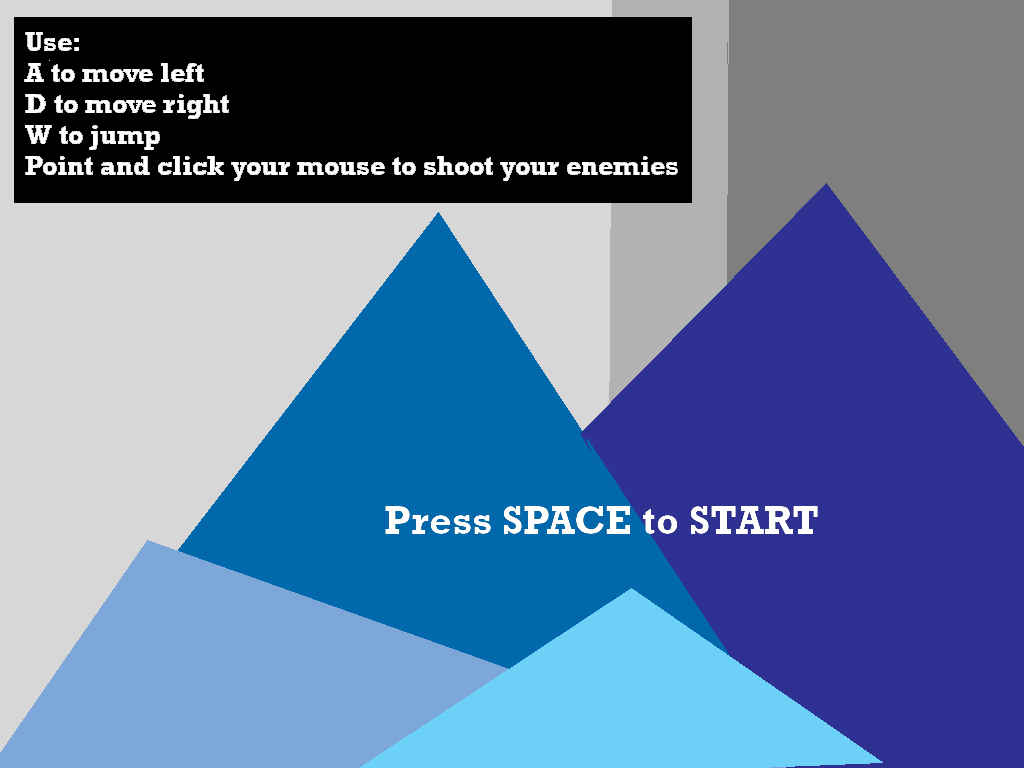 Use:
A to move left
D to move right
W to jump
Point and click your mouse to shoot your enemies
Press SPACE to START